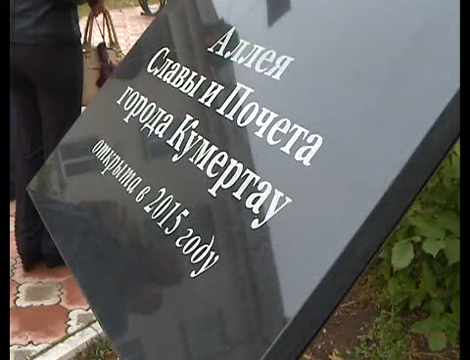 Аллея
Славы и Почета
города Кумертау
открыта в 2015 году